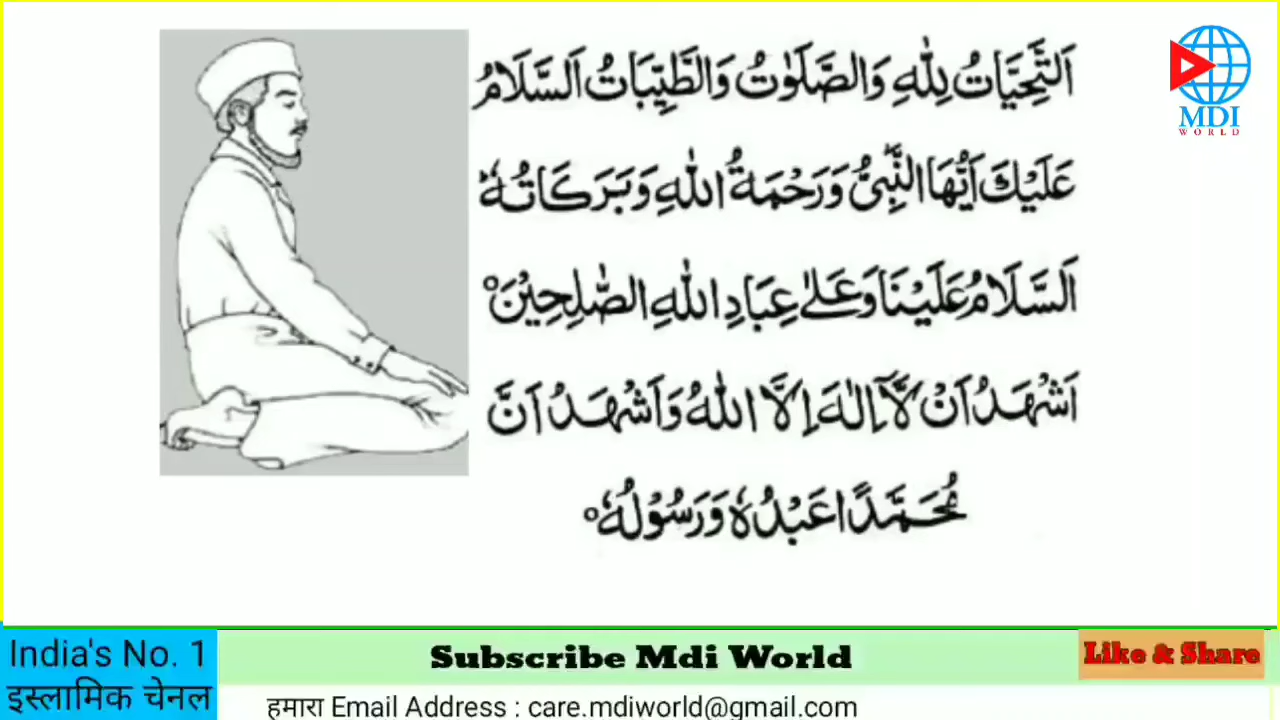 اَلتَّحِيَّاتُ لِلّٰهِ وَالصَّلَوٰتُ وَالطَّيِّبَاتُ اَلسَّلَامُ
عَلَيْكَ اَيُّهَا النَّبِيُّ وَرَحْمَةُ اللّٰهِ وَبَرَكَاتُهٗ
اَلسَّلَامُ عَلَيْنَا وَعَلٰى عِبَادِ اللّٰهِ الصّٰلِحِيْنَ
اَشْهَدُ اَنْ لَّآ اِلٰهَ اِلَّا اللّٰهُ وَاَشْهَدُ اَنَّ
مُحَمَّدًا عَبْدُهٗ وَرَسُوْلُهٗ
MDI
WORLD
India's No. 1
इस्लामिक चेनल
Subscribe Mdi World
Like & Share
हमारा Email Address : care.mdiworld@gmail.com